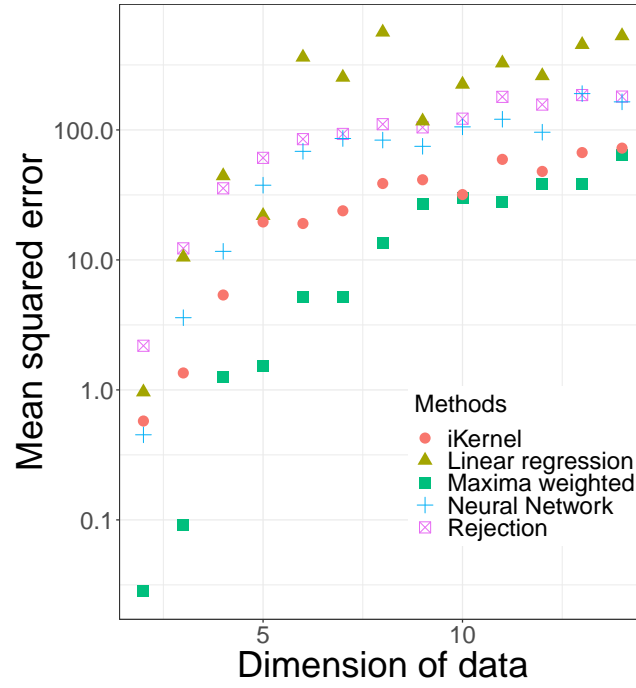 Mean squared error
100.0
10.0
1.0
0.1
5
10
Dimension of data
Methods
iKernel
Linear regression
Maxima weighted
Neural Network
Rejection